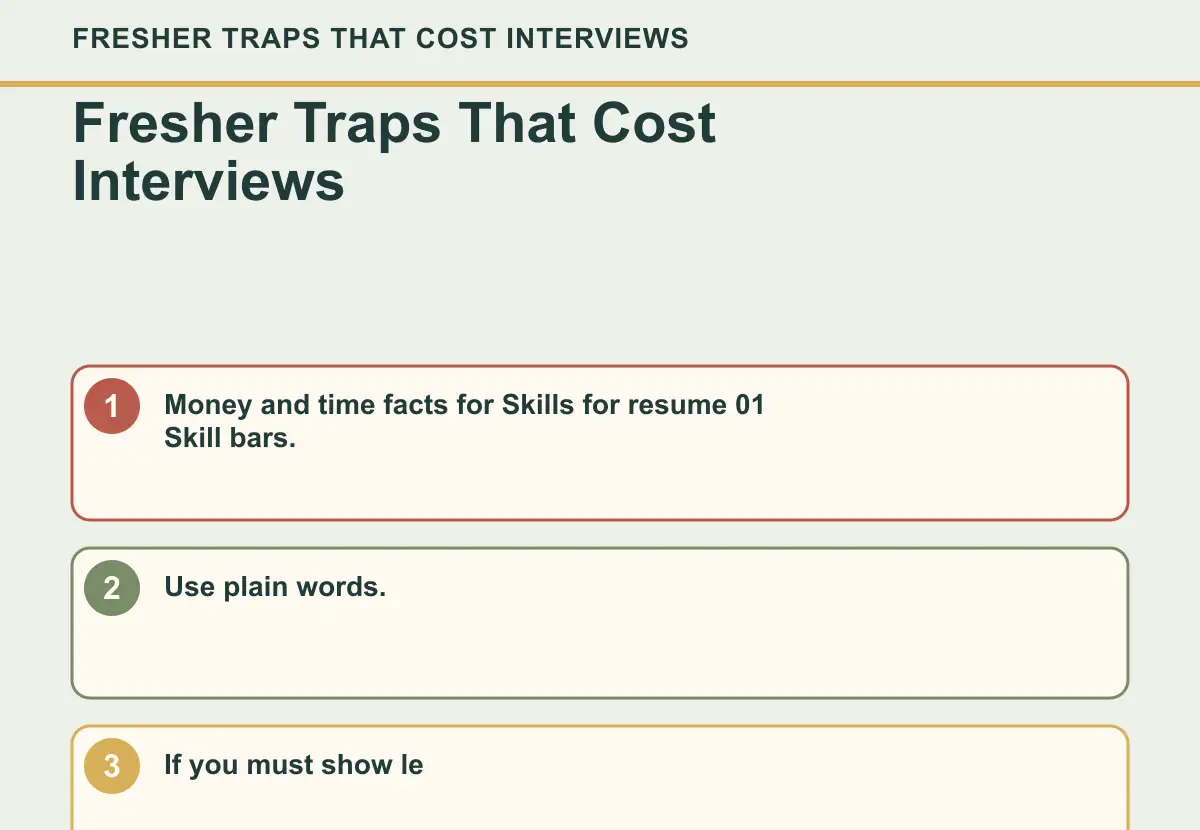 FRESHER TRAPS THAT COST INTERVIEWS
Fresher Traps That Cost
Interviews
1
Money and time facts for Skills for resume 01
Skill bars.
2
Use plain words.
3
If you must show le